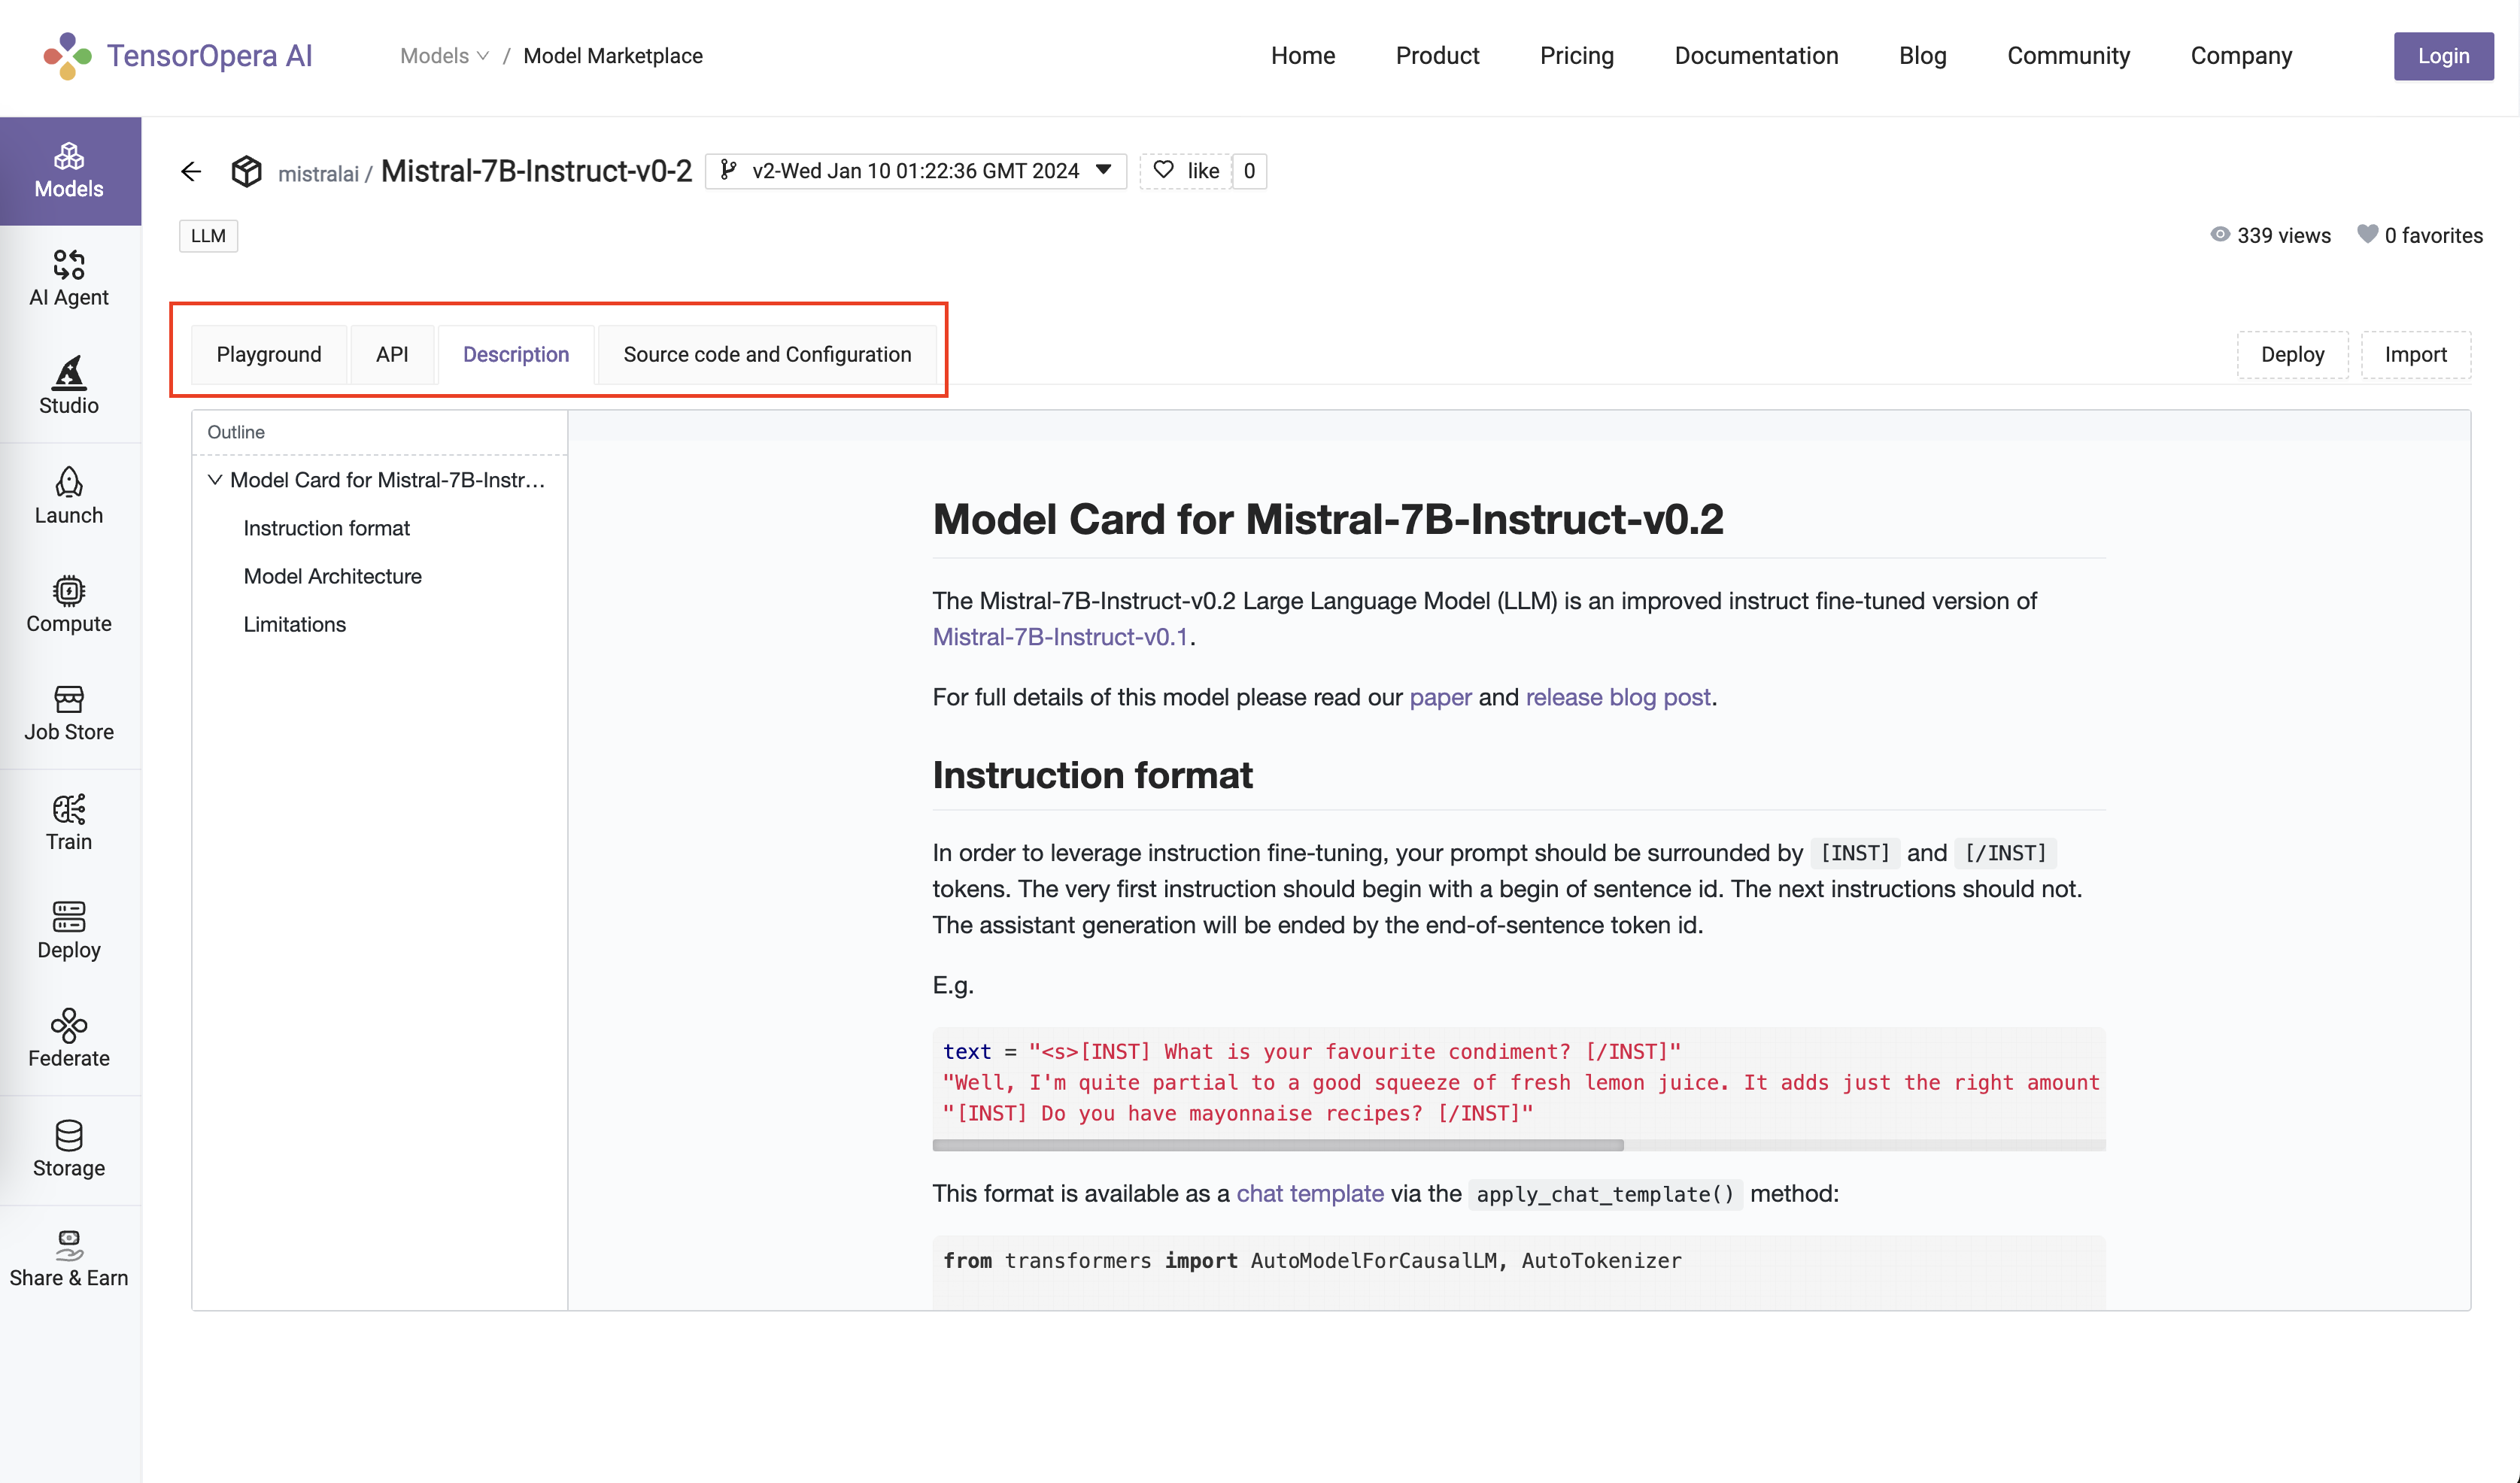 TensorOpera AI
Models / Model Marketplace
Home Product Pricing Documentation Blog Community Company Login
Models
AI Agent
Studio
Launch
Compute
Job Store
Train
Deploy
Federate
Storage
Share & Earn
mistralai / Mistral-7B-Instruct-v0-2 v2-Wed Jan 10 01:22:36 GMT 2024 like 0
LLM
339 views 0 favorites
Playground API Description Source code and Configuration
Deploy Import
Outline
Model Card for Mistral-7B-Instr...
Instruction format
Model Architecture
Limitations
Model Card for Mistral-7B-Instruct-v0.2
The Mistral-7B-Instruct-v0.2 Large Language Model (LLM) is an improved instruct fine-tuned version of
Mistral-7B-Instruct-v0.1.
For full details of this model please read our paper and release blog post.
Instruction format
In order to leverage instruction fine-tuning, your prompt should be surrounded by [INST] and [/INST]
tokens. The very first instruction should begin with a begin of sentence id. The next instructions should not.
The assistant generation will be ended by the end-of-sentence token id.
E.g.
text = "<s>[INST] What is your favourite condiment? [/INST]"
"Well, I'm quite partial to a good squeeze of fresh lemon juice. It adds just the right amount
"[INST] Do you have mayonnaise recipes? [/INST]"
This format is available as a chat template via the apply_chat_template() method:
from transformers import AutoModelForCausalLM, AutoTokenizer